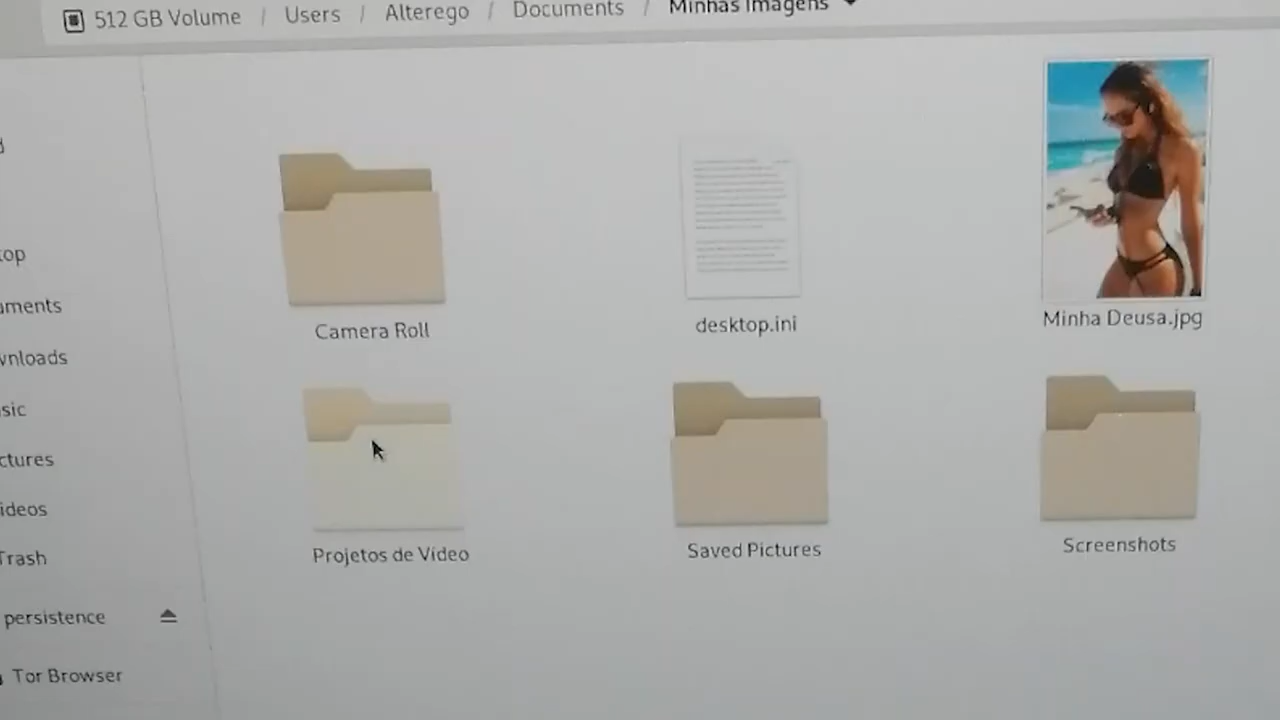 512 GB Volume / Users / Alterego / Documents / Minhas Imagens
Camera Roll
desktop.ini
Minha Deusa.jpg
Projetos de Vídeo
Saved Pictures
Screenshots
top
uments
wnloads
sic
ctures
ideos
Trash
persistence
Tor Browser